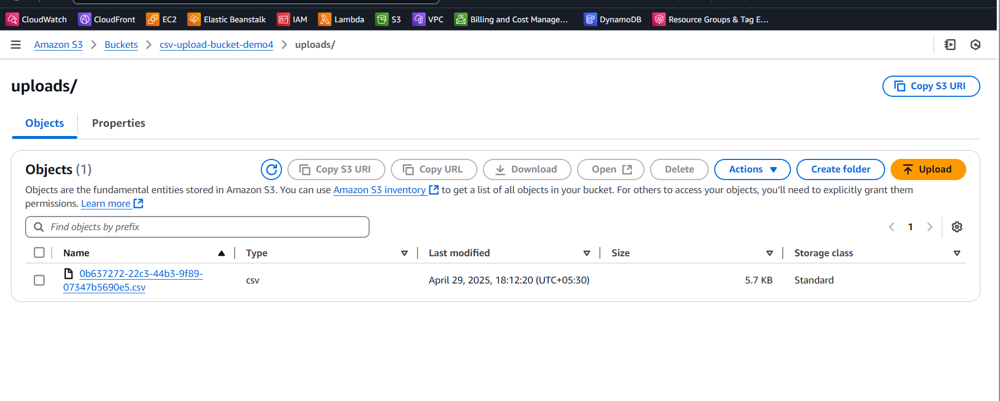 CloudWatch CloudFront EC2 Elastic Beanstalk IAM Lambda S3 VPC Billing and Cost Manage... DynamoDB Resource Groups & Tag E...
Amazon S3 > Buckets > csv-upload-bucket-demo4 > uploads/
uploads/
Copy S3 URI
Objects Properties
Objects (1) Copy S3 URI Copy URL Download Open Delete Actions Create folder Upload
Objects are the fundamental entities stored in Amazon S3. You can use Amazon S3 inventory to get a list of all objects in your bucket. For others to access your objects, you’ll need to explicitly grant them
permissions. Learn more
Find objects by prefix
1
Name Type Last modified Size Storage class
0b637272-22c3-44b3-9f89-
07347b5690e5.csv
csv April 29, 2025, 18:12:20 (UTC+05:30) 5.7 KB Standard